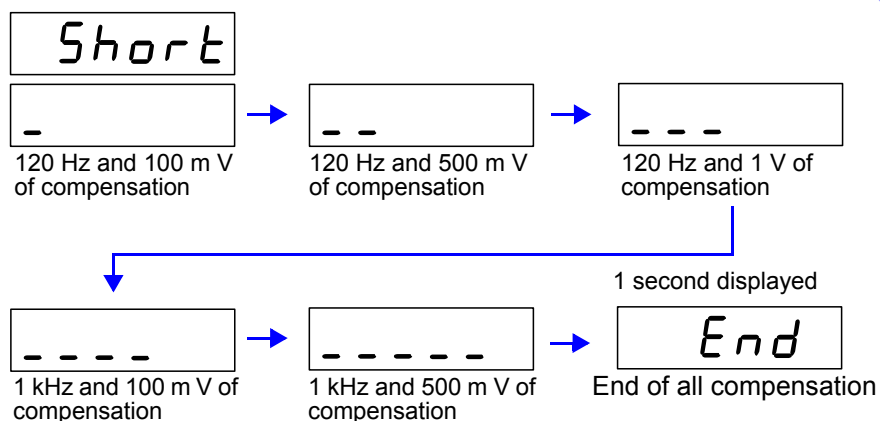 Short
120 Hz and 100 m V
of compensation
120 Hz and 500 m V
of compensation
120 Hz and 1 V of
compensation
1 second displayed
1 kHz and 100 m V of
compensation
1 kHz and 500 m V of
compensation
End
End of all compensation